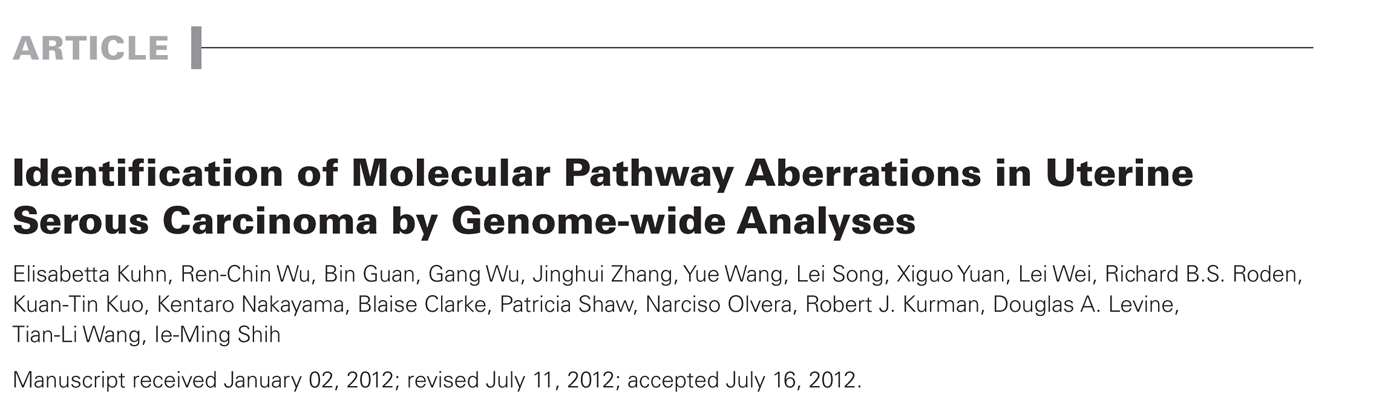 ARTICLE
Identification of Molecular Pathway Aberrations in Uterine
Serous Carcinoma by Genome-wide Analyses
Elisabetta Kuhn, Ren-Chin Wu, Bin Guan, Gang Wu, Jinghui Zhang, Yue Wang, Lei Song, Xiguo Yuan, Lei Wei, Richard B.S. Roden,
Kuan-Tin Kuo, Kentaro Nakayama, Blaise Clarke, Patricia Shaw, Narciso Olvera, Robert J. Kurman, Douglas A. Levine,
Tian-Li Wang, Ie-Ming Shih
Manuscript received January 02, 2012; revised July 11, 2012; accepted July 16, 2012.